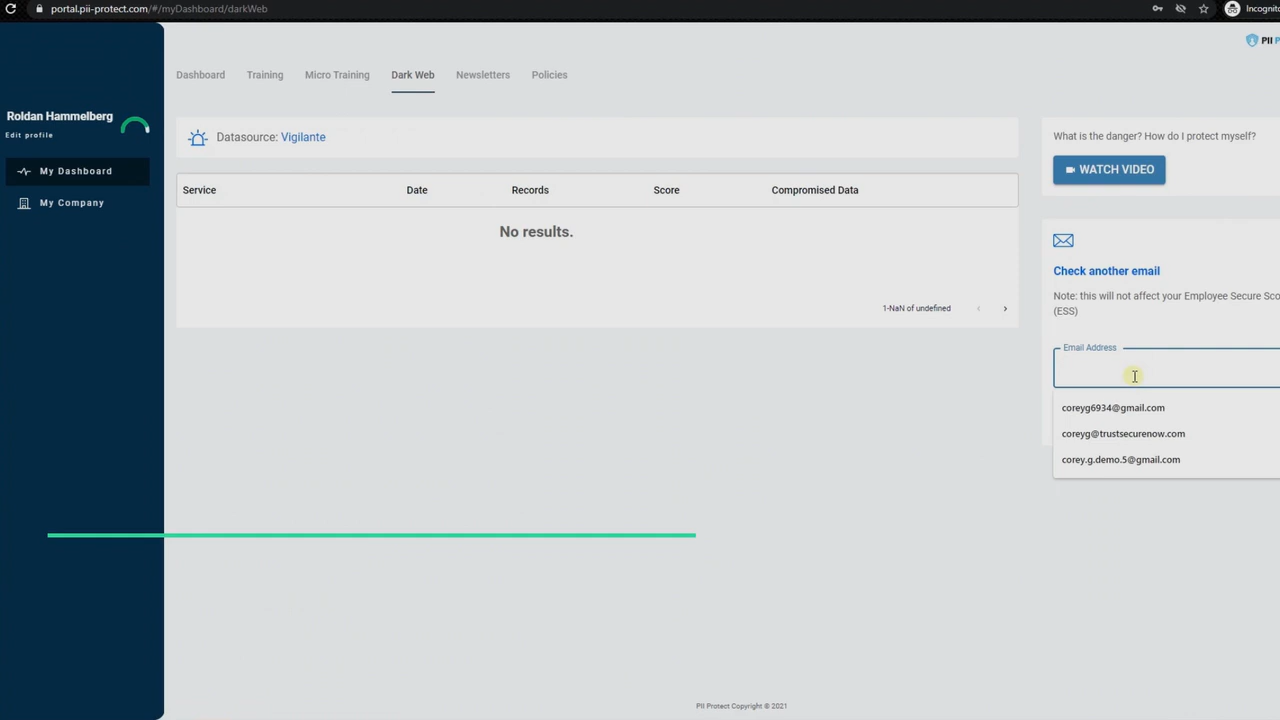 portal.pii-protect.com/#/myDashboard/darkWeb
PII
Dashboard Training Micro Training Dark Web Newsletters Policies
Roldan Hammelberg
Edit profile
My Dashboard
My Company
Datasource: Vigilante
Service Date Records Score Compromised Data
No results.
1-NaN of undefined
What is the danger? How do I protect myself?
WATCH VIDEO
Check another email
Note: this will not affect your Employee Secure Sco
(ESS)
Email Address
coreyg6934@gmail.com
coreyg@trustsecurenow.com
corey.g.demo.5@gmail.com
PII Protect Copyright © 2021